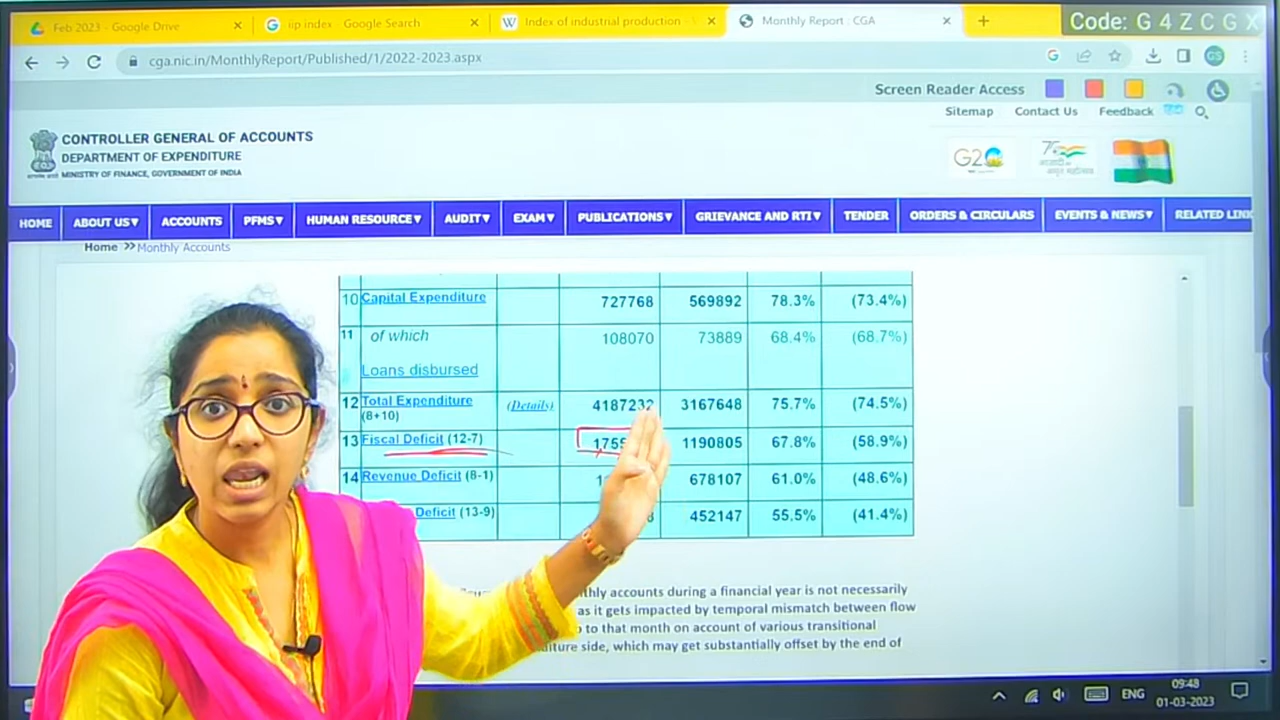 Feb 2023 - Google Drive
iip index - Google Search
Index of industrial production -
Monthly Report : CGA
Code: G 4 Z C G X
cga.nic.in/MonthlyReport/Published/1/2022-2023.aspx
G
GS
Screen Reader Access
Sitemap Contact Us Feedback
CONTROLLER GENERAL OF ACCOUNTS
DEPARTMENT OF EXPENDITURE
MINISTRY OF FINANCE, GOVERNMENT OF INDIA
G20
HOME ABOUT US▼ ACCOUNTS PFMS▼ HUMAN RESOURCE▼ AUDIT▼ EXAM▼ PUBLICATIONS▼ GRIEVANCE AND RTI▼ TENDER ORDERS & CIRCULARS EVENTS & NEWS▼ RELATED LINK
Home >> Monthly Accounts
10 Capital Expenditure 727768 569892 78.3% (73.4%)
11 of which 108070 73889 68.4% (68.7%)
Loans disbursed
12 Total Expenditure (Details) 4187232 3167648 75.7% (74.5%)
(8+10)
13 Fiscal Deficit (12-7) 1755 1190805 67.8% (58.9%)
14 Revenue Deficit (8-1) 1 678107 61.0% (48.6%)
Deficit (13-9) 8 452147 55.5% (41.4%)
thly accounts during a financial year is not necessarily
as it gets impacted by temporal mismatch between flow
to that month on account of various transitional
diture side, which may get substantially offset by the end of
ENG
09:48
01-03-2023